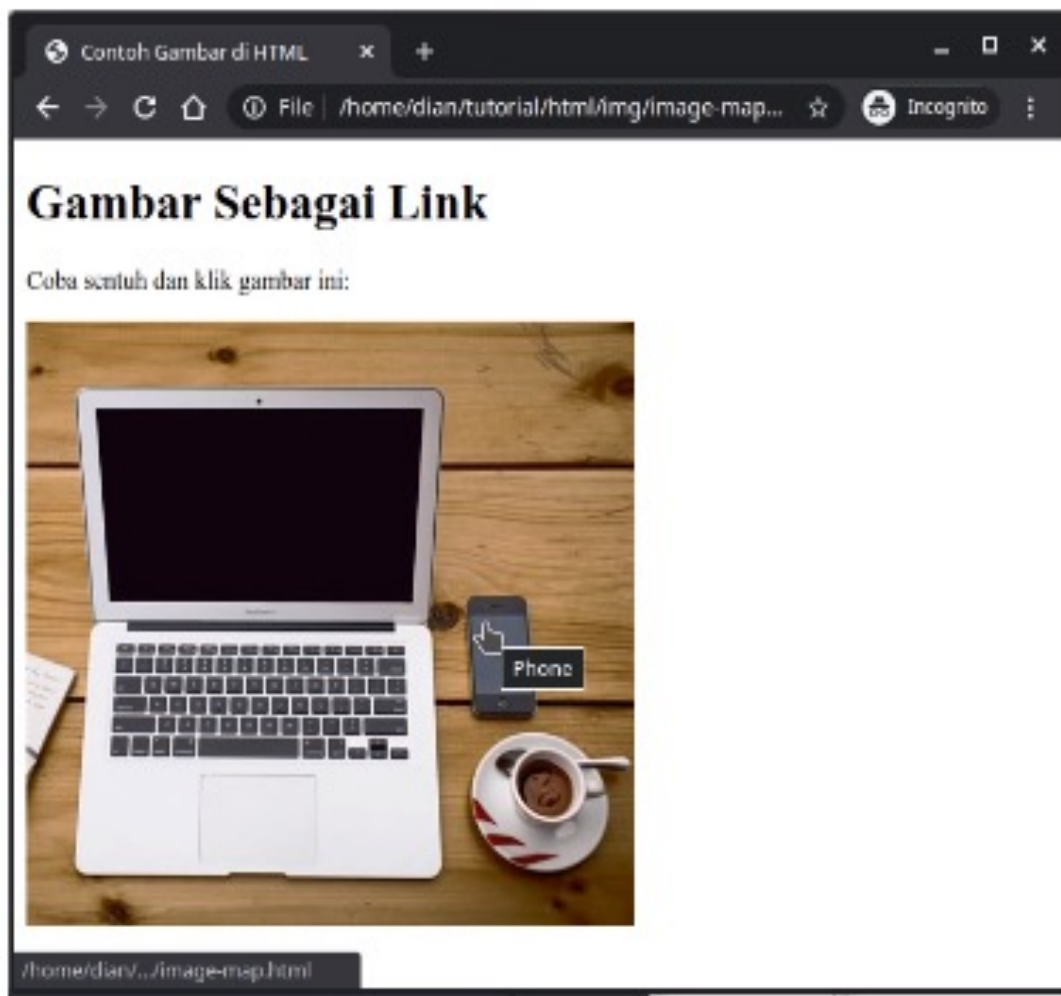 Contoh Gambar di HTML
File /home/dian/tutorial/html/img/image-map...
Incognito
Gambar Sebagai Link
Coba sentuh dan klik gambar ini:
Phone
/home/dian/.../image-map.html